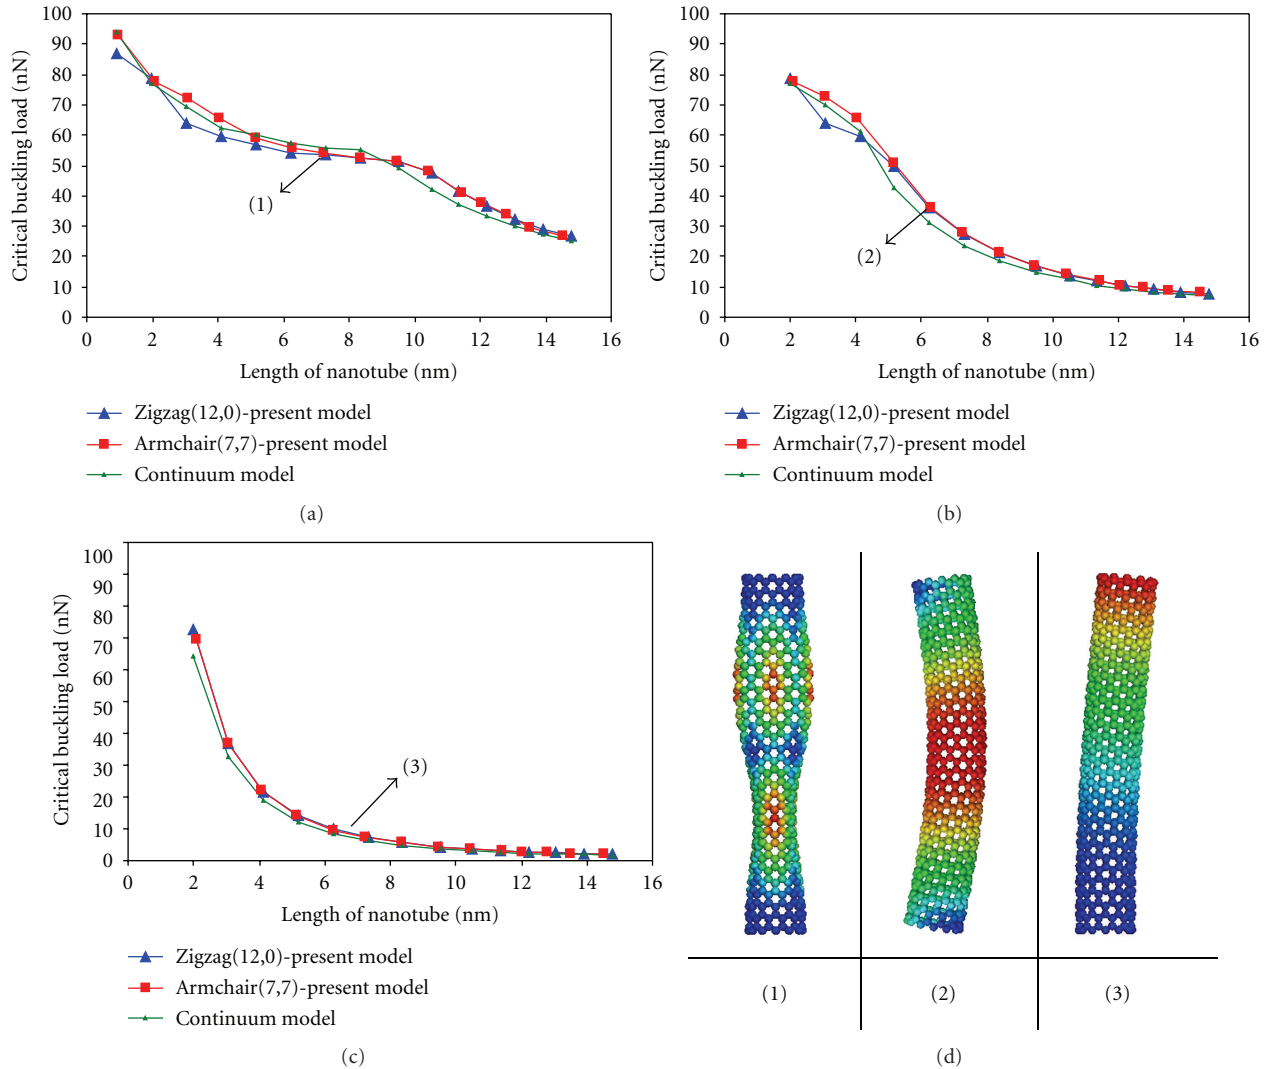 100
90
80
70
60
50
40
30
20
10
0
Critical buckling load (nN)
(1)
0 2 4 6 8 10 12 14 16
Length of nanotube (nm)
Zigzag(12,0)-present model
Armchair(7,7)-present model
Continuum model
(a)
100
90
80
70
60
50
40
30
20
10
0
Critical buckling load (nN)
(2)
0 2 4 6 8 10 12 14 16
Length of nanotube (nm)
Zigzag(12,0)-present model
Armchair(7,7)-present model
Continuum model
(b)
100
90
80
70
60
50
40
30
20
10
0
Critical buckling load (nN)
(3)
0 2 4 6 8 10 12 14 16
Length of nanotube (nm)
Zigzag(12,0)-present model
Armchair(7,7)-present model
Continuum model
(c)
(1) (2) (3)
(d)